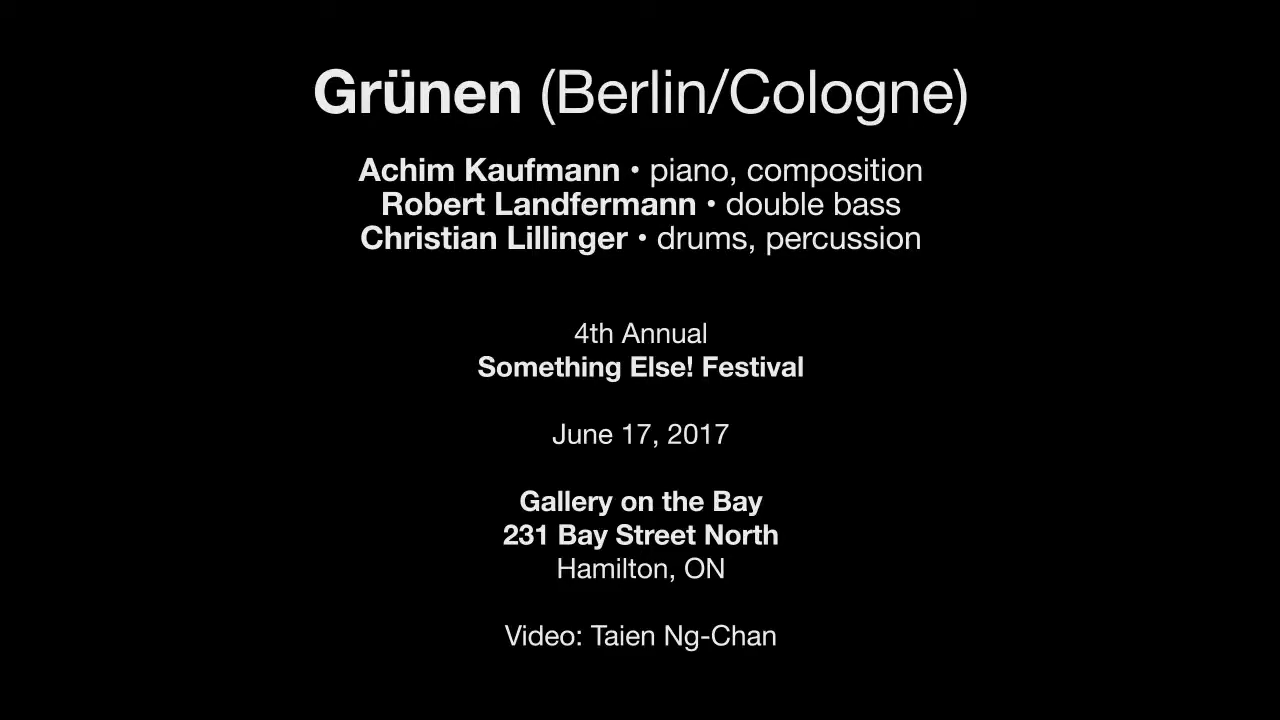 Grünen (Berlin/Cologne)
Achim Kaufmann • piano, composition
Robert Landfermann • double bass
Christian Lillinger • drums, percussion
4th Annual
Something Else! Festival
June 17, 2017
Gallery on the Bay
231 Bay Street North
Hamilton, ON
Video: Taien Ng-Chan